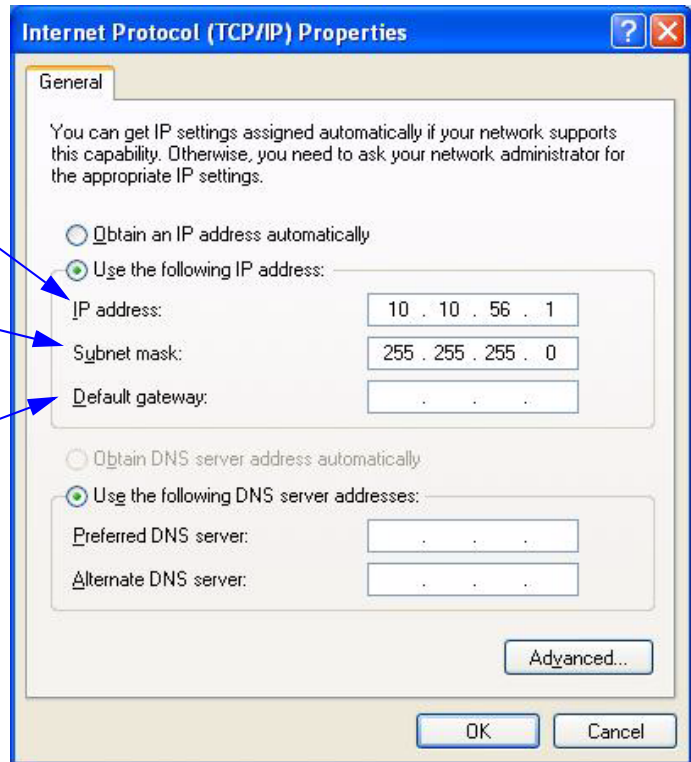 Internet Protocol (TCP/IP) Properties
General
You can get IP settings assigned automatically if your network supports
this capability. Otherwise, you need to ask your network administrator for
the appropriate IP settings.
Obtain an IP address automatically
Use the following IP address:
IP address: 10 . 10 . 56 . 1
Subnet mask: 255 . 255 . 255 . 0
Default gateway: . . .
Obtain DNS server address automatically
Use the following DNS server addresses:
Preferred DNS server: . . .
Alternate DNS server: . . .
Advanced...
OK Cancel